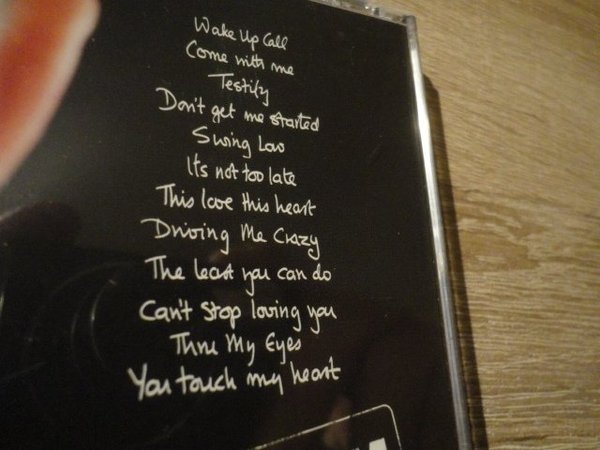 Wake Up Call
Come with me
Testify
Don't get me started
Swing Low
It's not too late
This love this heart
Driving Me Crazy
The least you can do
Can't stop loving you
Thru My Eyes
You touch my heart